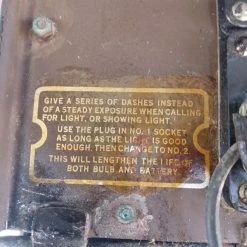 GIVE A SERIES OF DASHES INSTEAD
OF A STEADY EXPOSURE WHEN CALLING
FOR LIGHT, OR SHOWING LIGHT.
USE THE PLUG IN NO. 1 SOCKET
AS LONG AS THE LIGHT IS GOOD
ENOUGH, THEN CHANGE TO NO. 2.
THIS WILL LENGTHEN THE LIFE OF
BOTH BULB AND BATTERY.